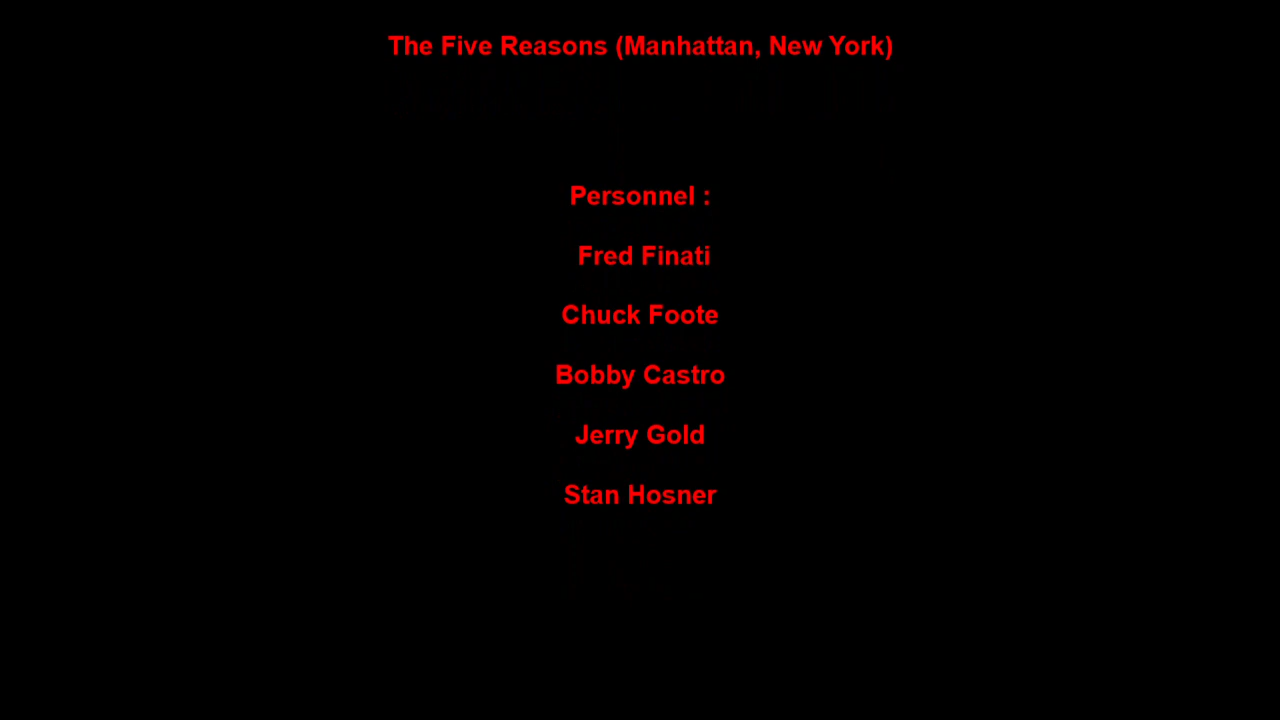 The Five Reasons (Manhattan, New York)
Personnel :
Fred Finati
Chuck Foote
Bobby Castro
Jerry Gold
Stan Hosner